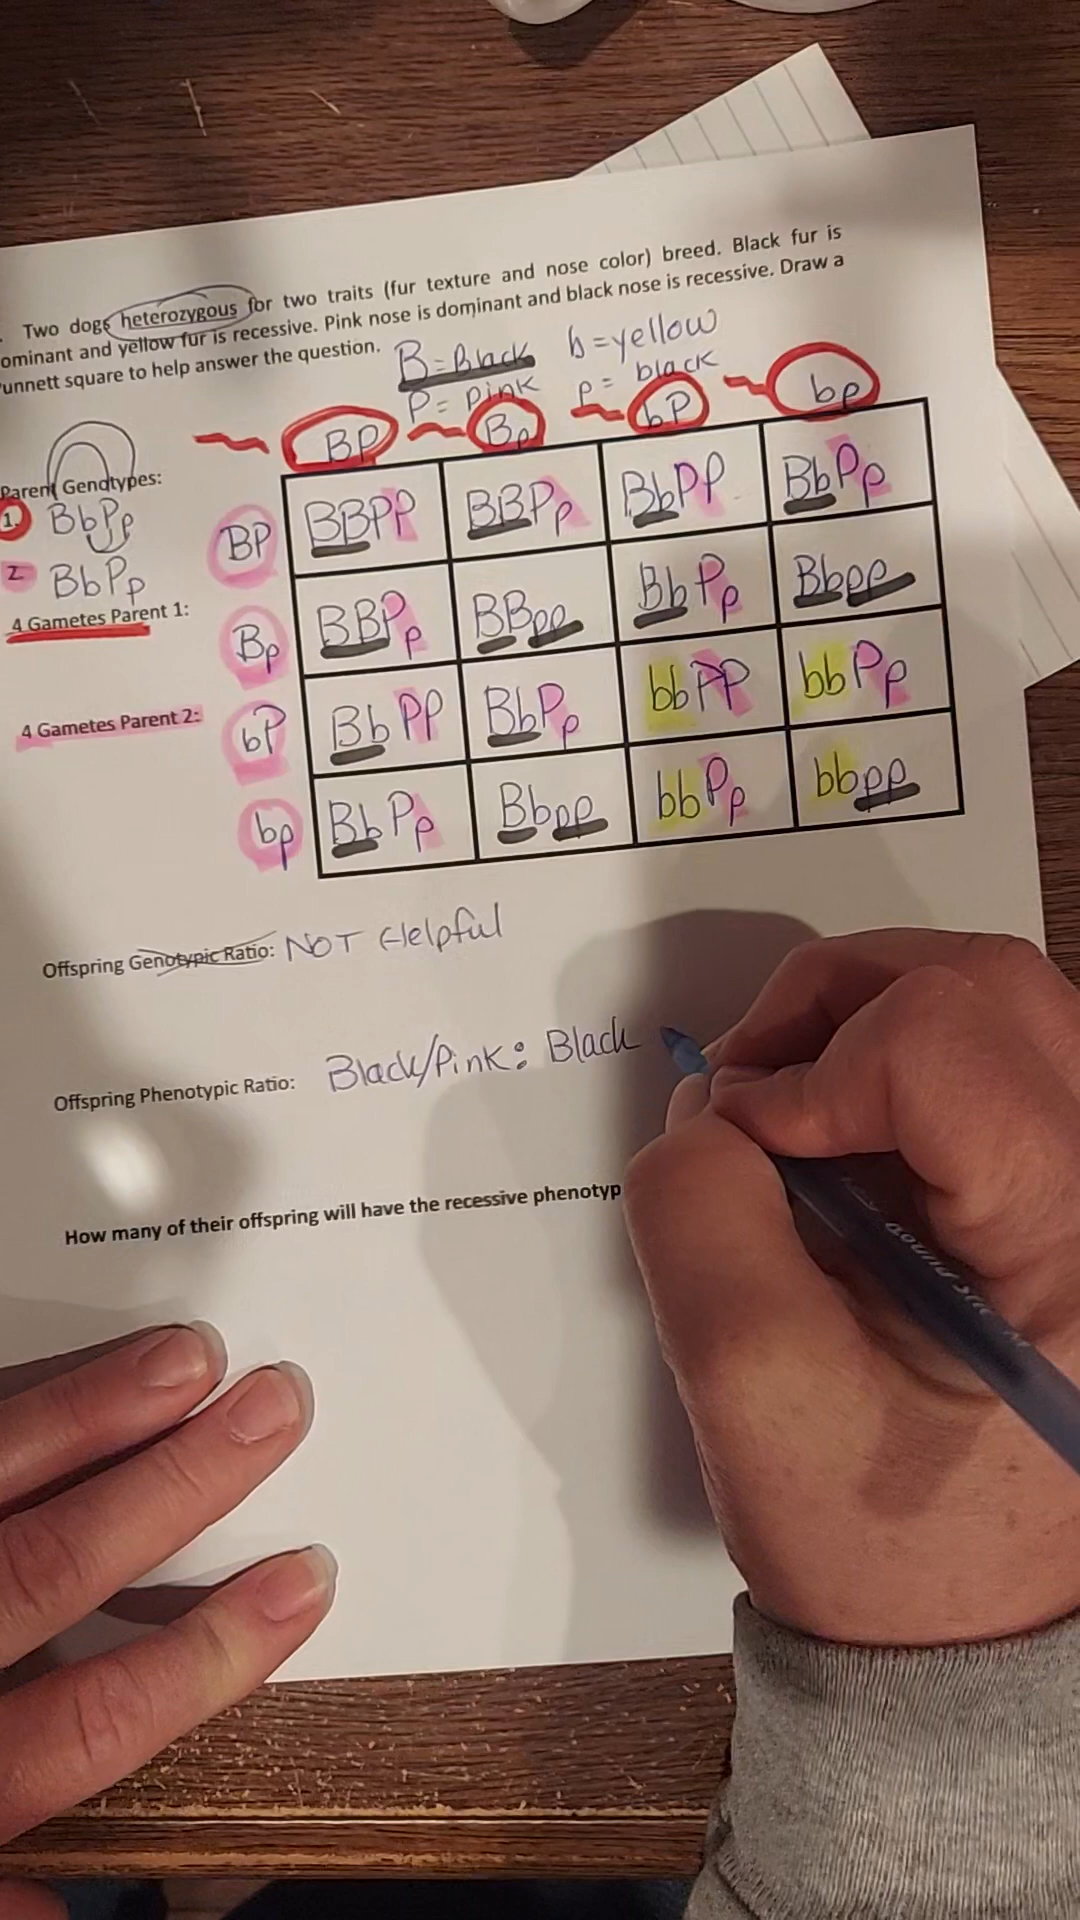 Two dogs heterozygous for two traits (fur texture and nose color) breed. Black fur is
ominant and yellow fur is recessive. Pink nose is dominant and black nose is recessive. Draw a
unnett square to help answer the question.
B = Black b = yellow
P = pink p = black
BP Bp bP bp
Parent Genotypes:
1. BbPp
2. BbPp
4 Gametes Parent 1:
4 Gametes Parent 2:
BP BBPP BBPp BbPP BbPp
Bp BBPp BBpp BbPp Bbpp
bP BbPP BbPp bbPP bbPp
bp BbPp Bbpp bbPp bbpp
Offspring Genotypic Ratio: NOT Helpful
Offspring Phenotypic Ratio: Black/Pink: Black
How many of their offspring will have the recessive phenotyp